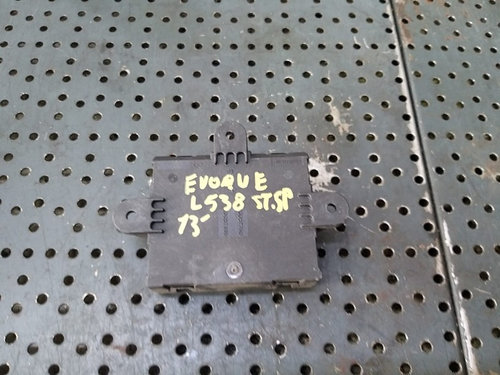 EVOQUE
L538 ST.SP
13-